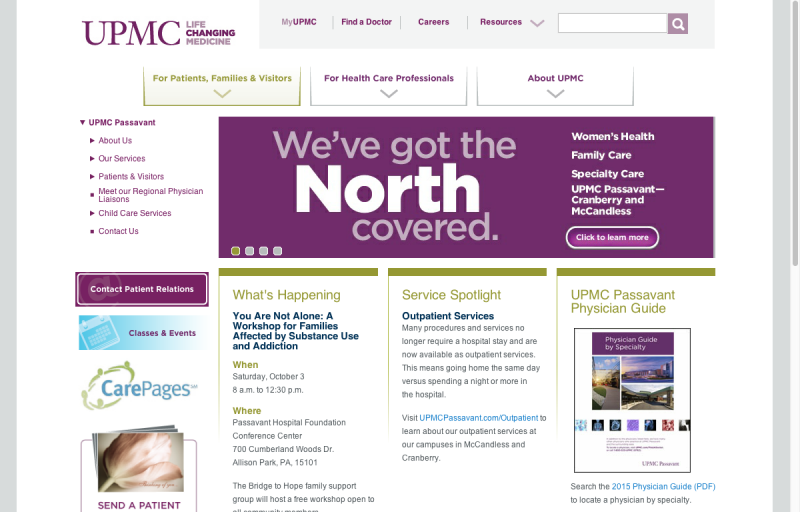 UPMC LIFE CHANGING MEDICINE
MyUPMC
Find a Doctor
Careers
Resources
For Patients, Families & Visitors
For Health Care Professionals
About UPMC
UPMC Passavant
About Us
Our Services
Patients & Visitors
Meet our Regional Physician
Liaisons
Child Care Services
Contact Us
We've got the
North
covered.
Women's Health
Family Care
Specialty Care
UPMC Passavant—
Cranberry and
McCandless
Click to learn more
Contact Patient Relations
Classes & Events
CarePages
SEND A PATIENT
What's Happening
You Are Not Alone: A
Workshop for Families
Affected by Substance Use
and Addiction
When
Saturday, October 3
8 a.m. to 12:30 p.m.
Where
Passavant Hospital Foundation
Conference Center
700 Cumberland Woods Dr.
Allison Park, PA, 15101
The Bridge to Hope family support
group will host a free workshop open to
all community members
Service Spotlight
Outpatient Services
Many procedures and services no
longer require a hospital stay and are
now available as outpatient services.
This means going home the same day
versus spending a night or more in
the hospital.
Visit UPMCPassavant.com/Outpatient to
learn about our outpatient services at
our campuses in McCandless and
Cranberry.
UPMC Passavant
Physician Guide
Physician Guide
by Specialty
UPMC Passavant
Search the 2015 Physician Guide (PDF)
to locate a physician by specialty.